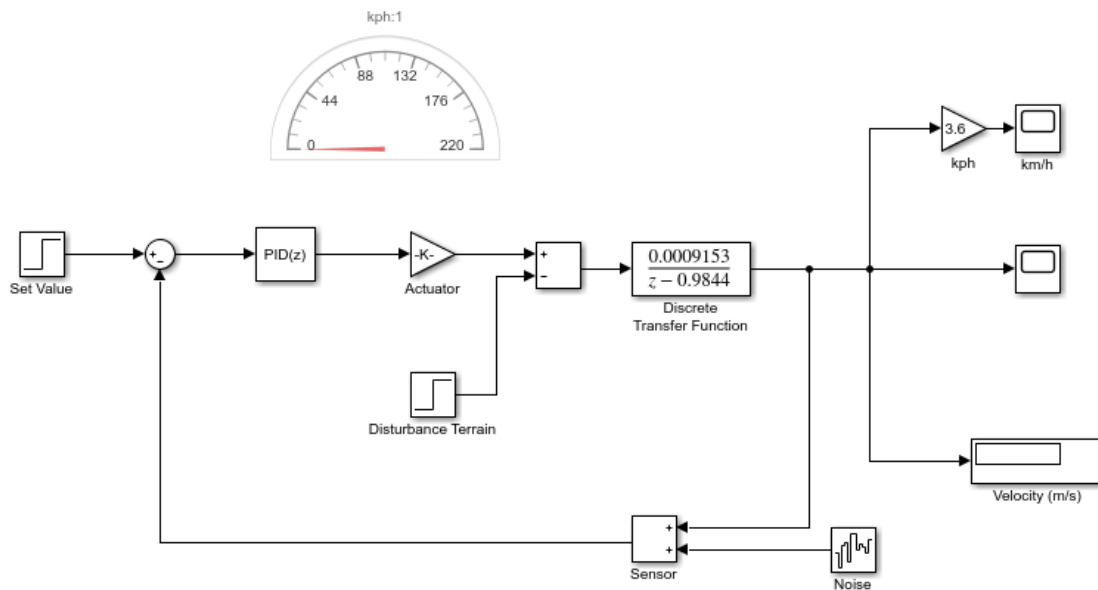 kph:1
0
44
88
132
176
220
3.6
kph
km/h
Set Value
+
−
PID(z)
-K-
Actuator
+
−
0.0009153
z − 0.9844
Discrete
Transfer Function
Disturbance Terrain
Velocity (m/s)
+
+
Sensor
Noise